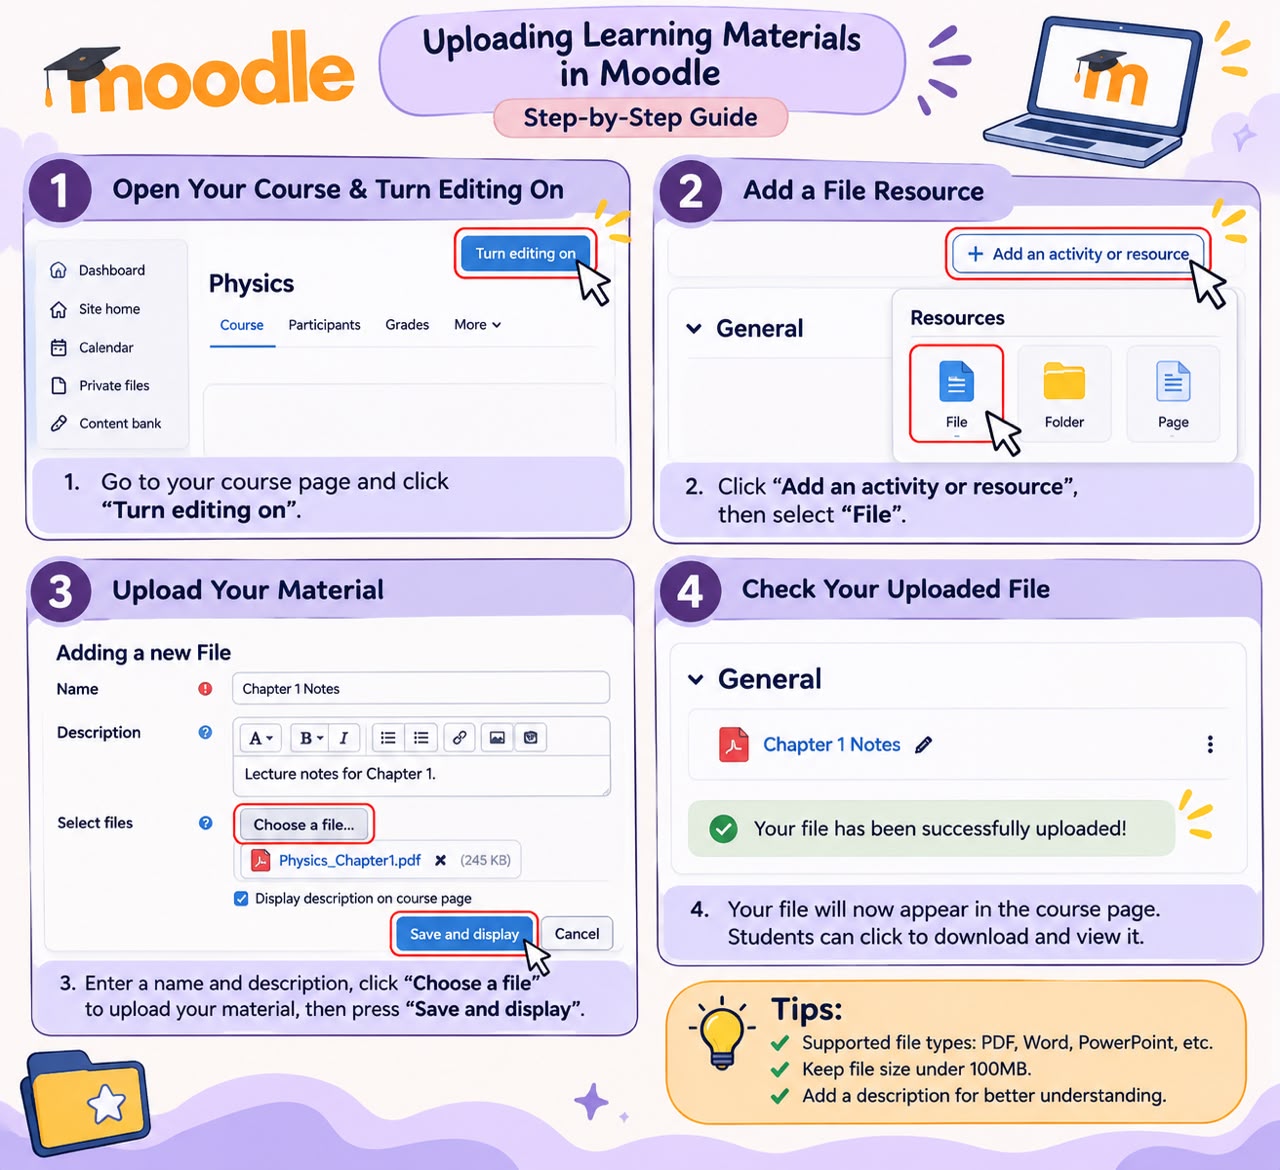 moodle
Uploading Learning Materials
in Moodle
Step-by-Step Guide
m
1
Open Your Course & Turn Editing On
Turn editing on
Dashboard
Site home
Calendar
Private files
Content bank
Physics
Course
Participants
Grades
More
1. Go to your course page and click
“Turn editing on”.
2
Add a File Resource
+ Add an activity or resource
General
Resources
File
Folder
Page
2. Click “Add an activity or resource”,
then select “File”.
3
Upload Your Material
Adding a new File
Name
Chapter 1 Notes
Description
A B I
Lecture notes for Chapter 1.
Select files
Choose a file...
Physics_Chapter1.pdf (245 KB)
Display description on course page
Save and display
Cancel
3. Enter a name and description, click “Choose a file”
to upload your material, then press “Save and display”.
4
Check Your Uploaded File
General
Chapter 1 Notes
Your file has been successfully uploaded!
4. Your file will now appear in the course page.
Students can click to download and view it.
Tips:
Supported file types: PDF, Word, PowerPoint, etc.
Keep file size under 100MB.
Add a description for better understanding.